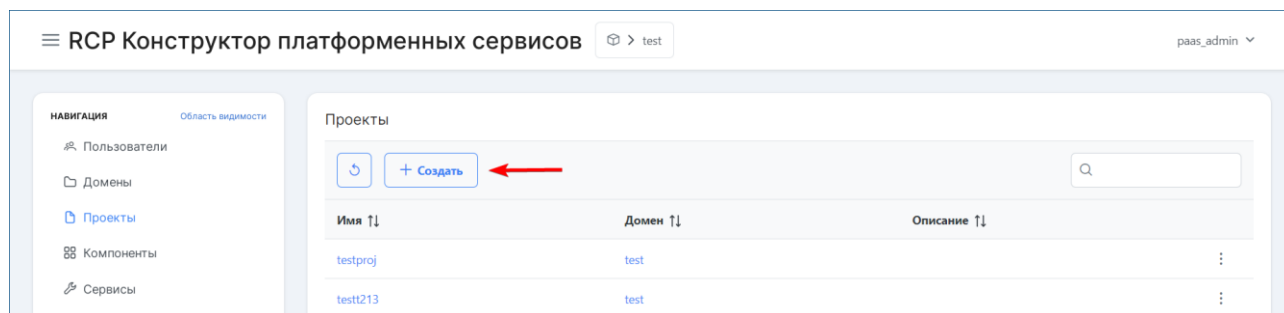 RCP Конструктор платформенных сервисов
test
paas_admin
НАВИГАЦИЯ Область видимости
Пользователи
Домены
Проекты
Компоненты
Сервисы
Проекты
+ Создать
Имя Домен Описание
testproj test
testt213 test